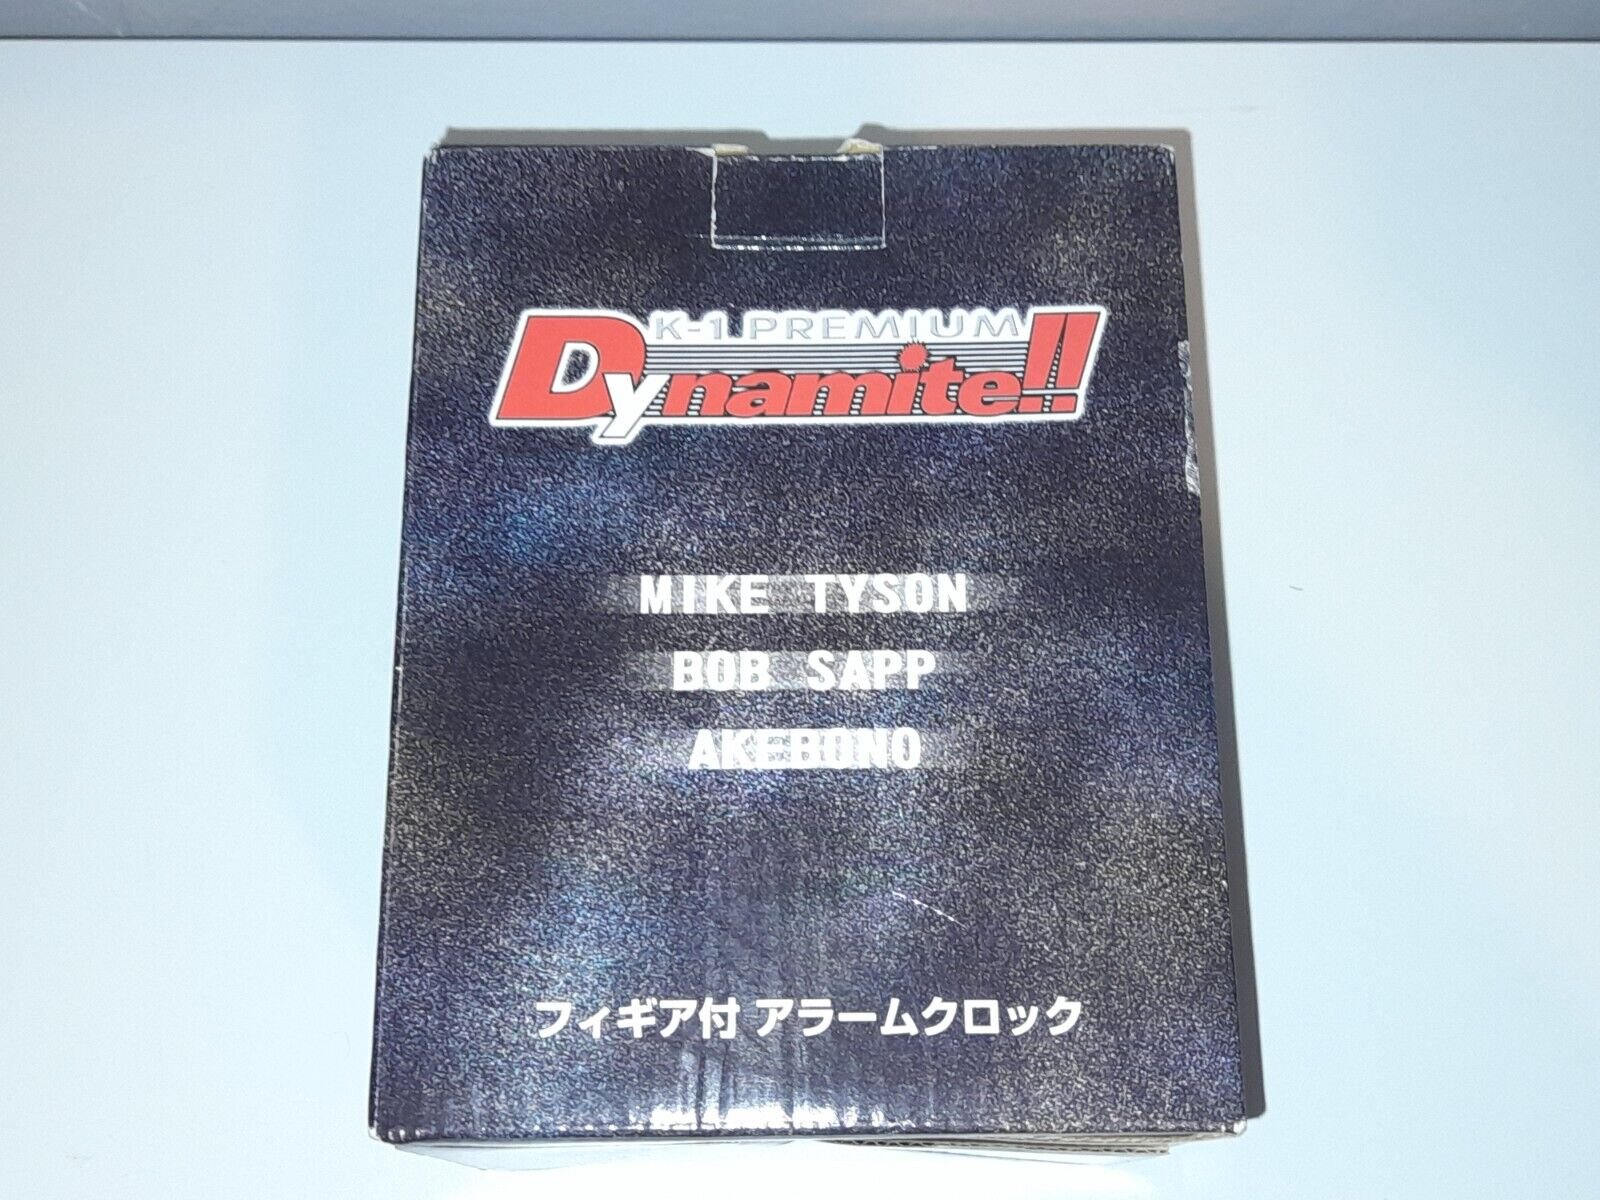 K-1 PREMIUM
Dynamite!!
MIKE TYSON
BOB SAPP
AKEBONO
フィギア付 アラームクロック